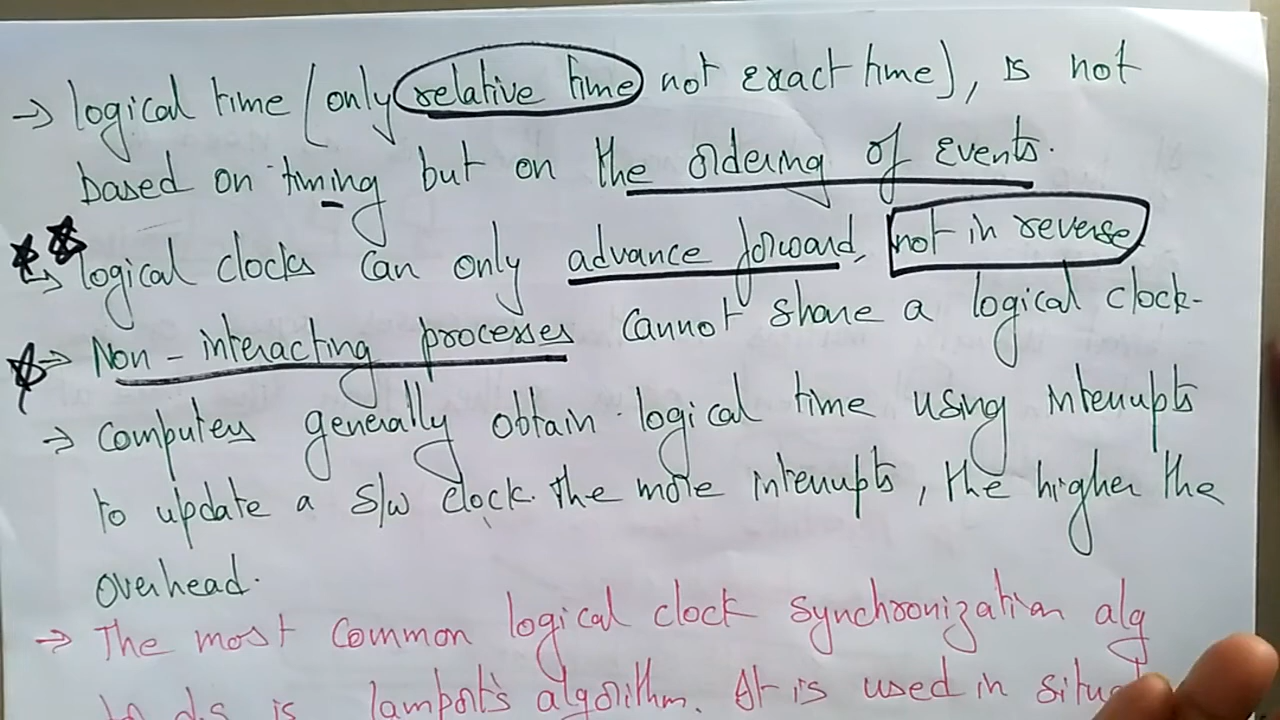 → logical time (only relative time not exact time), is not
based on timing but on the ordering of events.
→ logical clocks can only advance forward, not in reverse
→ Non-interacting processes cannot share a logical clock.
→ Computers generally obtain logical time using interrupts
to update a s/w clock. The more interrupts, the higher the
overhead.
→ The most common logical clock synchronization alg
d.s is lamport's algorithm. It is used in